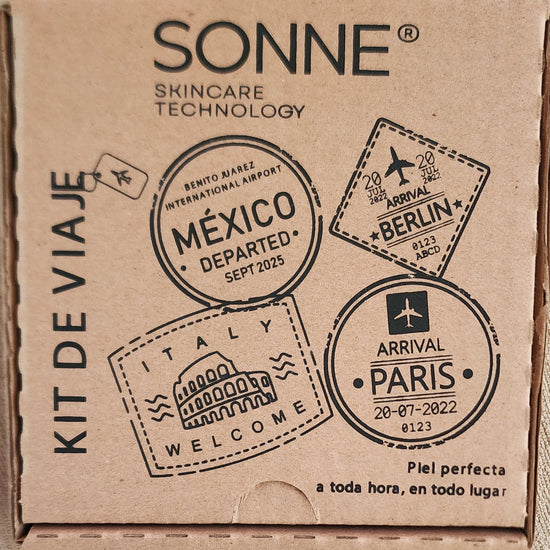 SONNE®
SKINCARE
TECHNOLOGY
KIT DE VIAJE
BENITO JUAREZ
INTERNATIONAL AIRPORT
MÉXICO
DEPARTED
SEPT 2025
20
JUL
2022
20
JUL
2022
ARRIVAL
BERLIN
0123
ABCD
ITALY
WELCOME
ARRIVAL
PARIS
20-07-2022
0123
Piel perfecta
a toda hora, en todo lugar